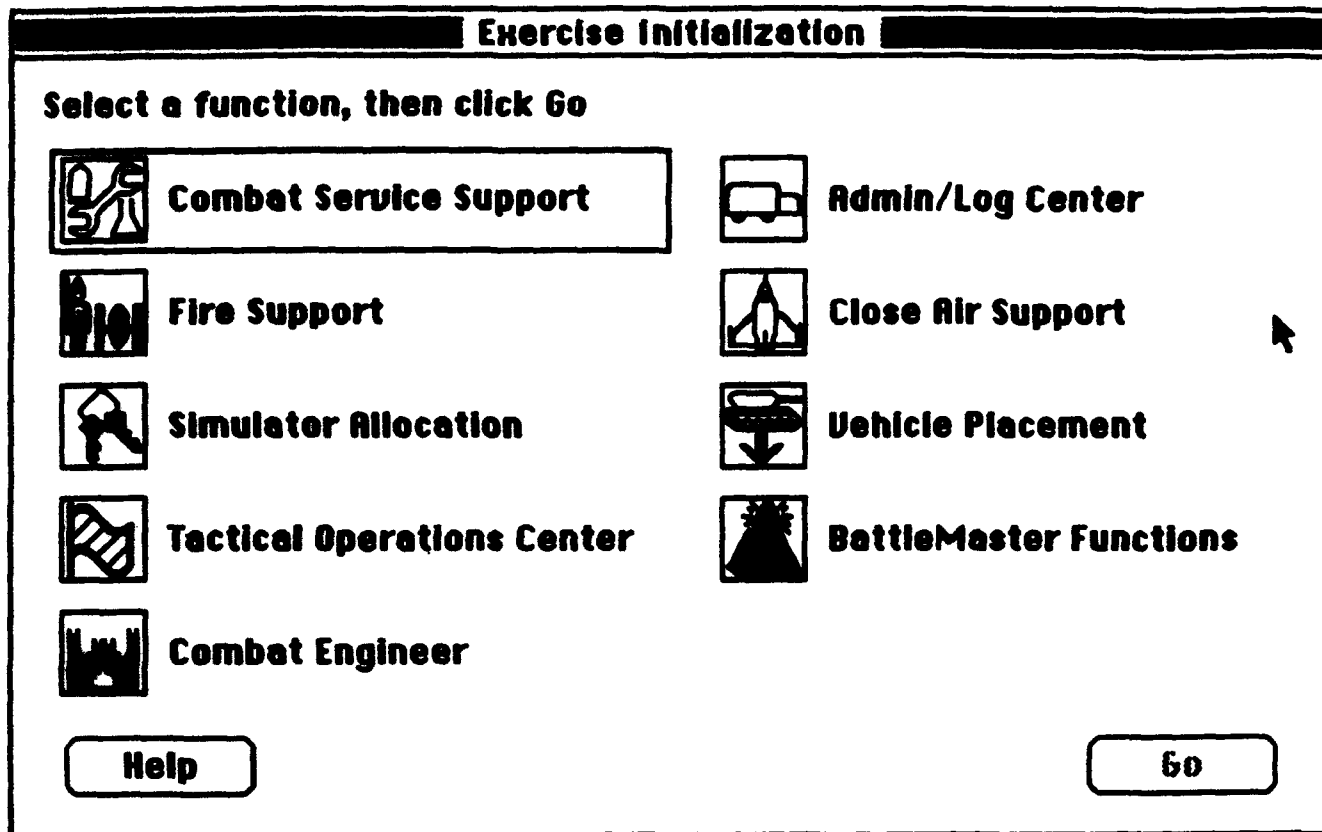 Exercise Initialization
Select a function, then click Go
Combat Service Support
Admin/Log Center
Fire Support
Close Air Support
Simulator Allocation
Vehicle Placement
Tactical Operations Center
BattleMaster Functions
Combat Engineer
Help
Go